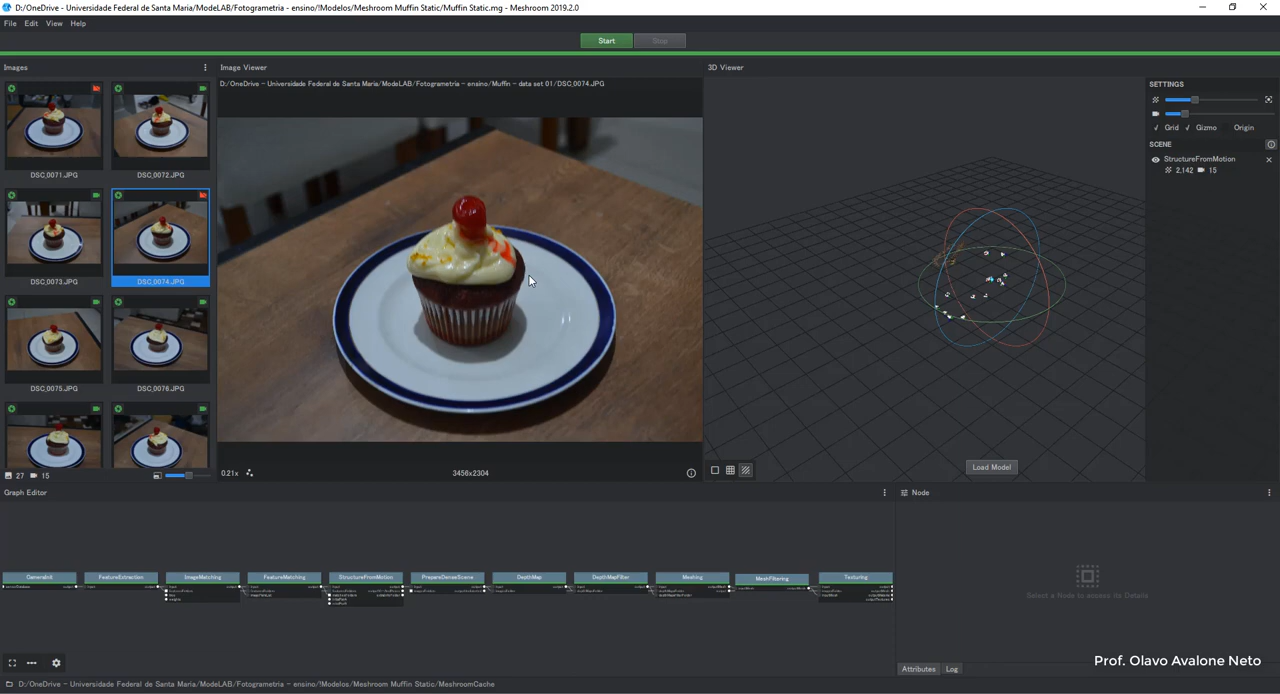 D:/OneDrive - Universidade Federal de Santa Maria/ModeLAB/Fotogrametria - ensino/!Modelos/Meshroom Muffin Static/Muffin Static.mg - Meshroom 2019.2.0
File Edit View Help
Start Stop
Images
Image Viewer
3D Viewer
D:/OneDrive - Universidade Federal de Santa Maria/ModeLAB/Fotogrametria - ensino/Muffin - data set 01/DSC_0074.JPG
SETTINGS
Grid Gizmo Origin
SCENE
StructureFromMotion
2,142 15
DSC_0071.JPG DSC_0072.JPG
DSC_0073.JPG DSC_0074.JPG
DSC_0075.JPG DSC_0076.JPG
27 15
0.21x
3456x2304
Load Model
Graph Editor
Node
CameraInit FeatureExtraction ImageMatching FeatureMatching StructureFromMotion PrepareDenseScene DepthMap DepthMapFilter Meshing MeshFiltering Texturing
Select a Node to access its Details
Prof. Olavo Avalone Neto
Attributes Log
D:/OneDrive - Universidade Federal de Santa Maria/ModeLAB/Fotogrametria - ensino/!Modelos/Meshroom Muffin Static/MeshroomCache